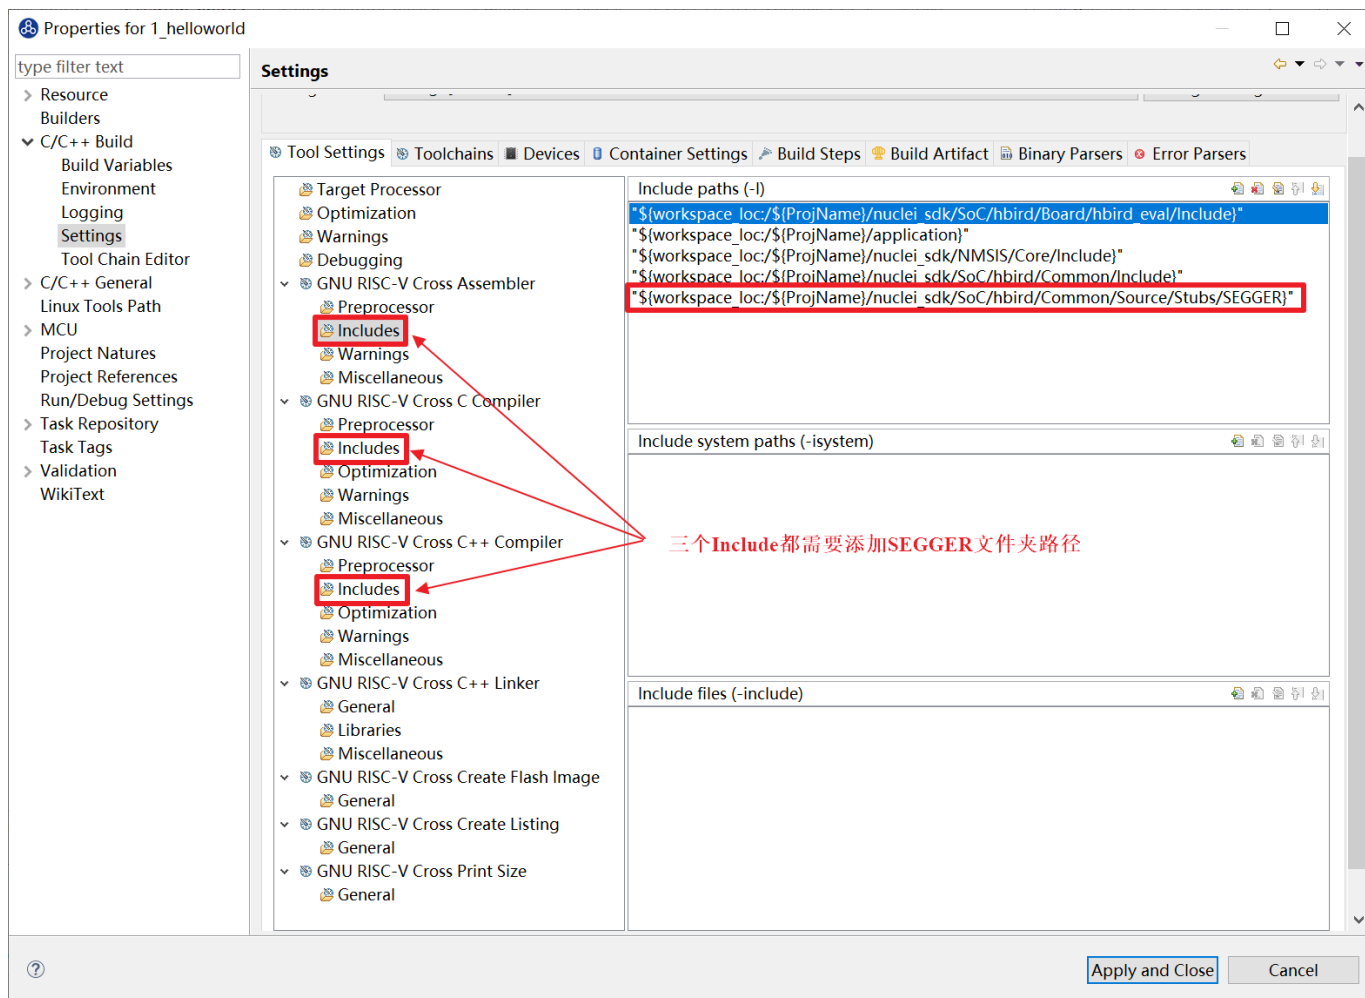 Properties for 1_helloworld
type filter text
Resource
Builders
C/C++ Build
Build Variables
Environment
Logging
Settings
Tool Chain Editor
C/C++ General
Linux Tools Path
MCU
Project Natures
Project References
Run/Debug Settings
Task Repository
Task Tags
Validation
WikiText
Settings
Tool Settings
Toolchains
Devices
Container Settings
Build Steps
Build Artifact
Binary Parsers
Error Parsers
Target Processor
Optimization
Warnings
Debugging
GNU RISC-V Cross Assembler
Preprocessor
Includes
Warnings
Miscellaneous
GNU RISC-V Cross C Compiler
Preprocessor
Includes
Optimization
Warnings
Miscellaneous
GNU RISC-V Cross C++ Compiler
Preprocessor
Includes
Optimization
Warnings
Miscellaneous
GNU RISC-V Cross C++ Linker
General
Libraries
Miscellaneous
GNU RISC-V Cross Create Flash Image
General
GNU RISC-V Cross Create Listing
General
GNU RISC-V Cross Print Size
General
Include paths (-I)
"${workspace_loc:/${ProjName}/nuclei_sdk/SoC/hbird/Board/hbird_eval/Include}"
"${workspace_loc:/${ProjName}/application}"
"${workspace_loc:/${ProjName}/nuclei_sdk/NMSIS/Core/Include}"
"${workspace_loc:/${ProjName}/nuclei_sdk/SoC/hbird/Common/Include}"
"${workspace_loc:/${ProjName}/nuclei_sdk/SoC/hbird/Common/Source/Stubs/SEGGER}"
Include system paths (-isystem)
三个Include都需要添加SEGGER文件夹路径
Include files (-include)
Apply and Close
Cancel